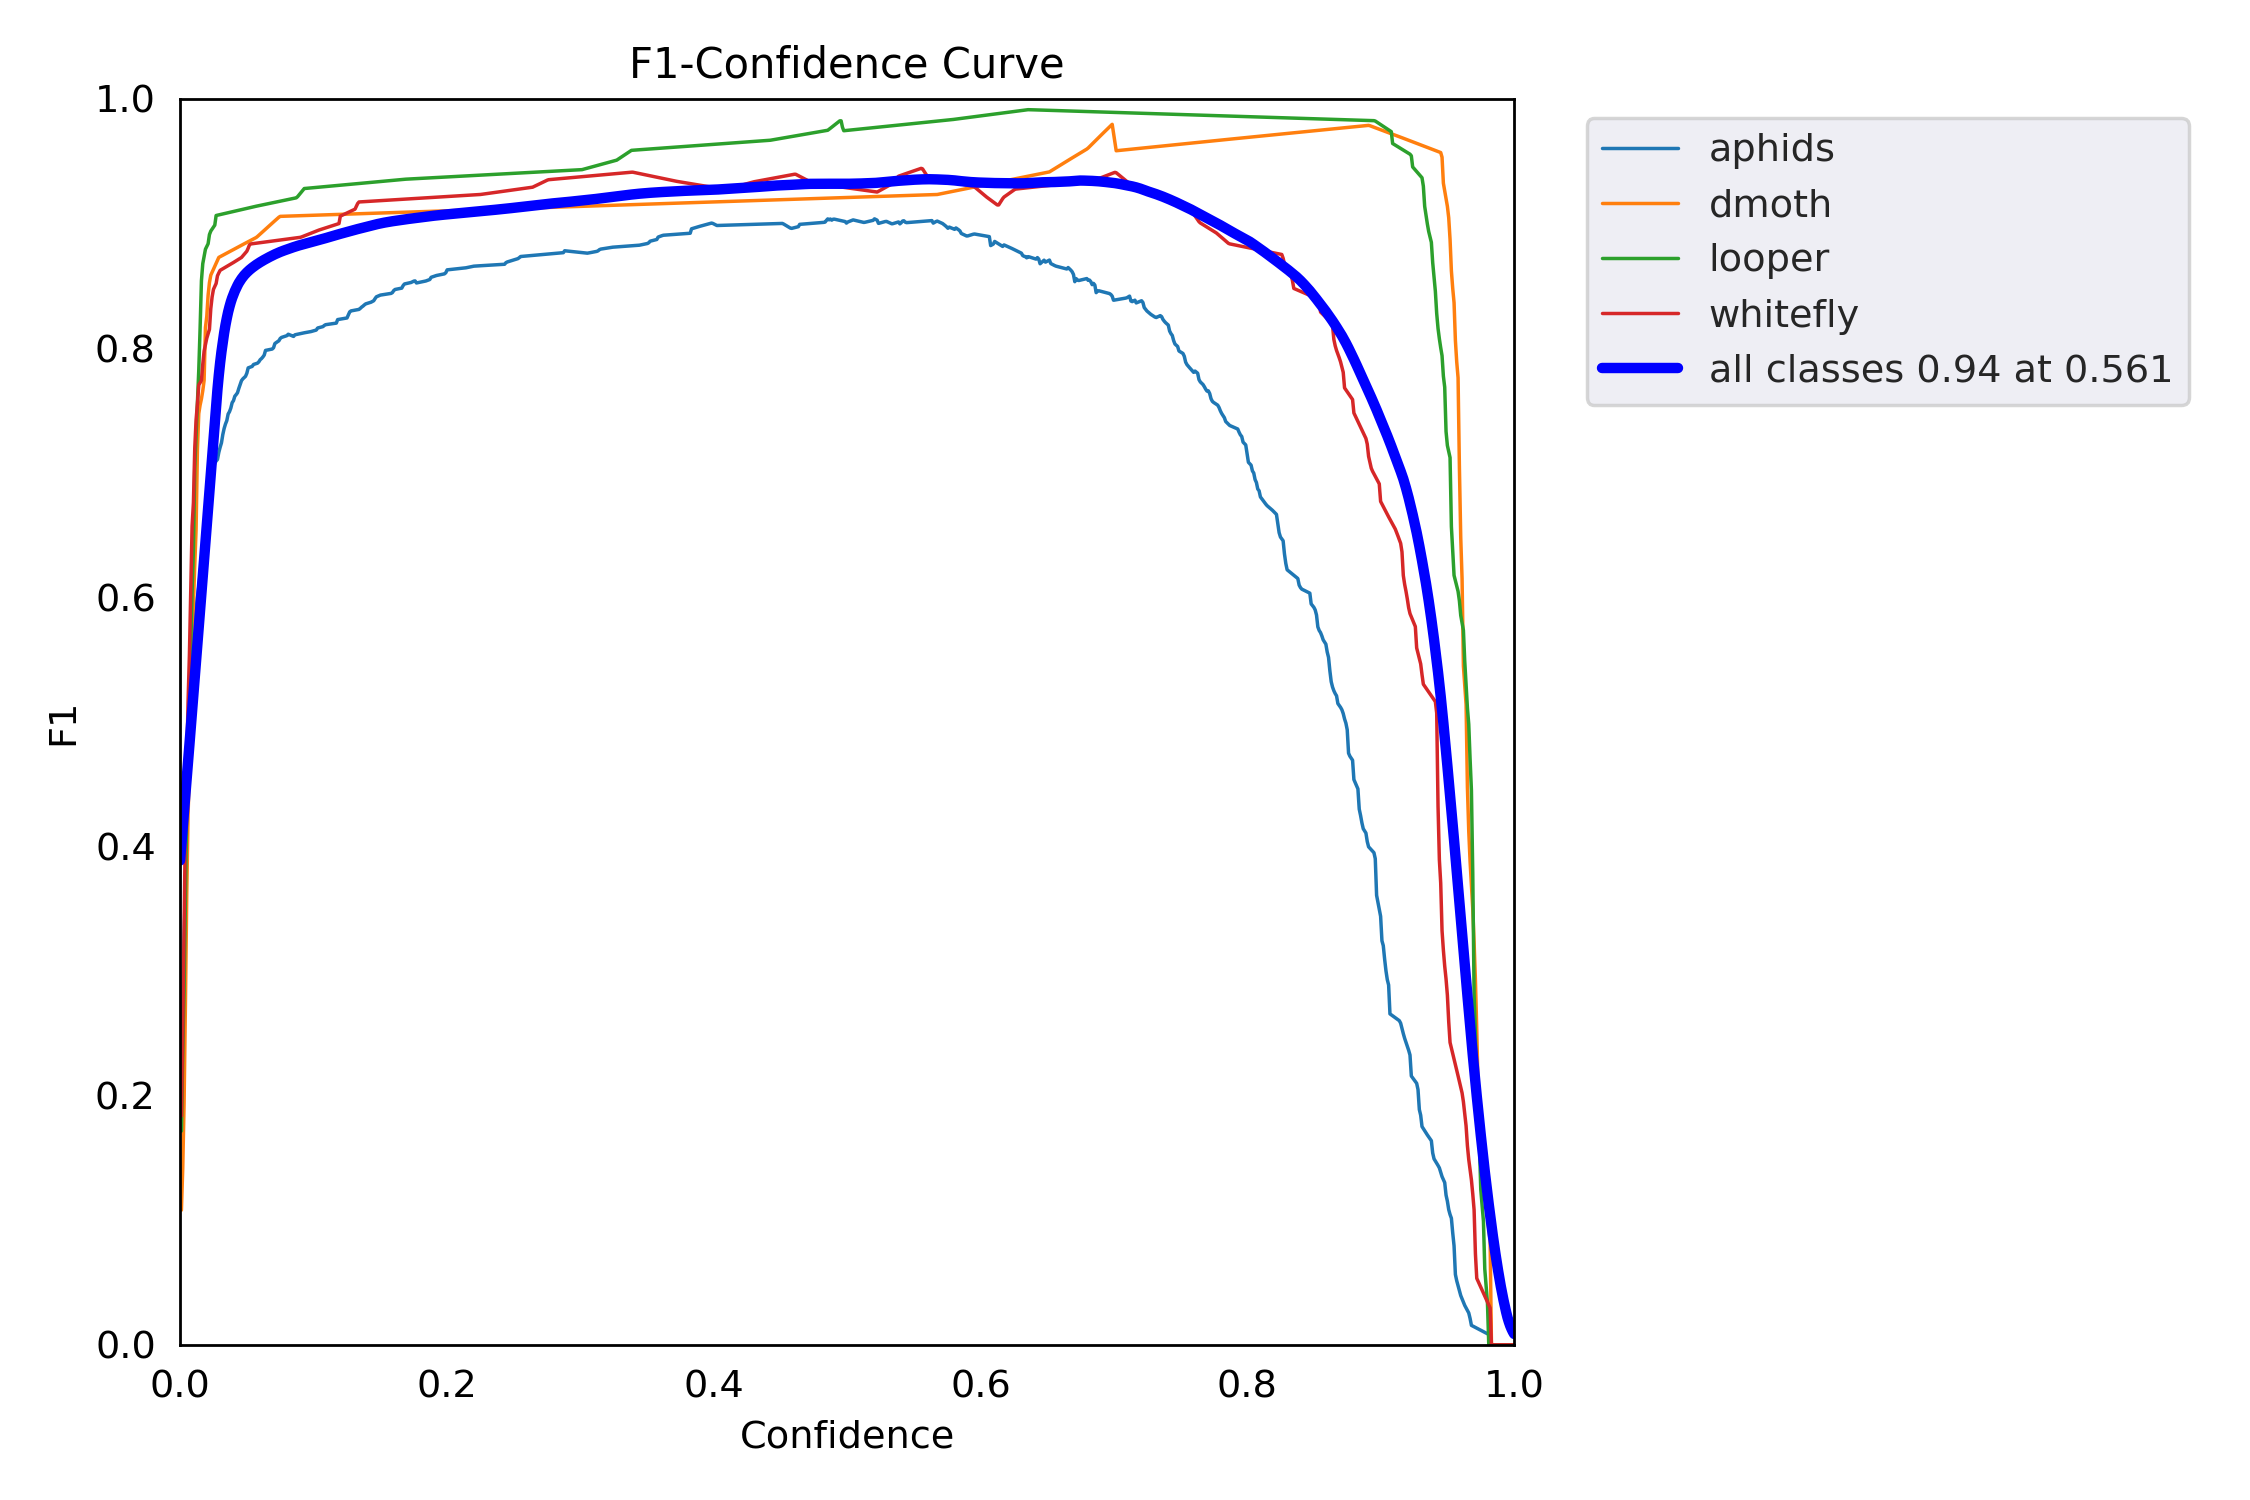 F1-Confidence Curve
1.0
0.8
0.6
0.4
0.2
0.0
F1
0.0 0.2 0.4 0.6 0.8 1.0
Confidence
aphids
dmoth
looper
whitefly
all classes 0.94 at 0.561